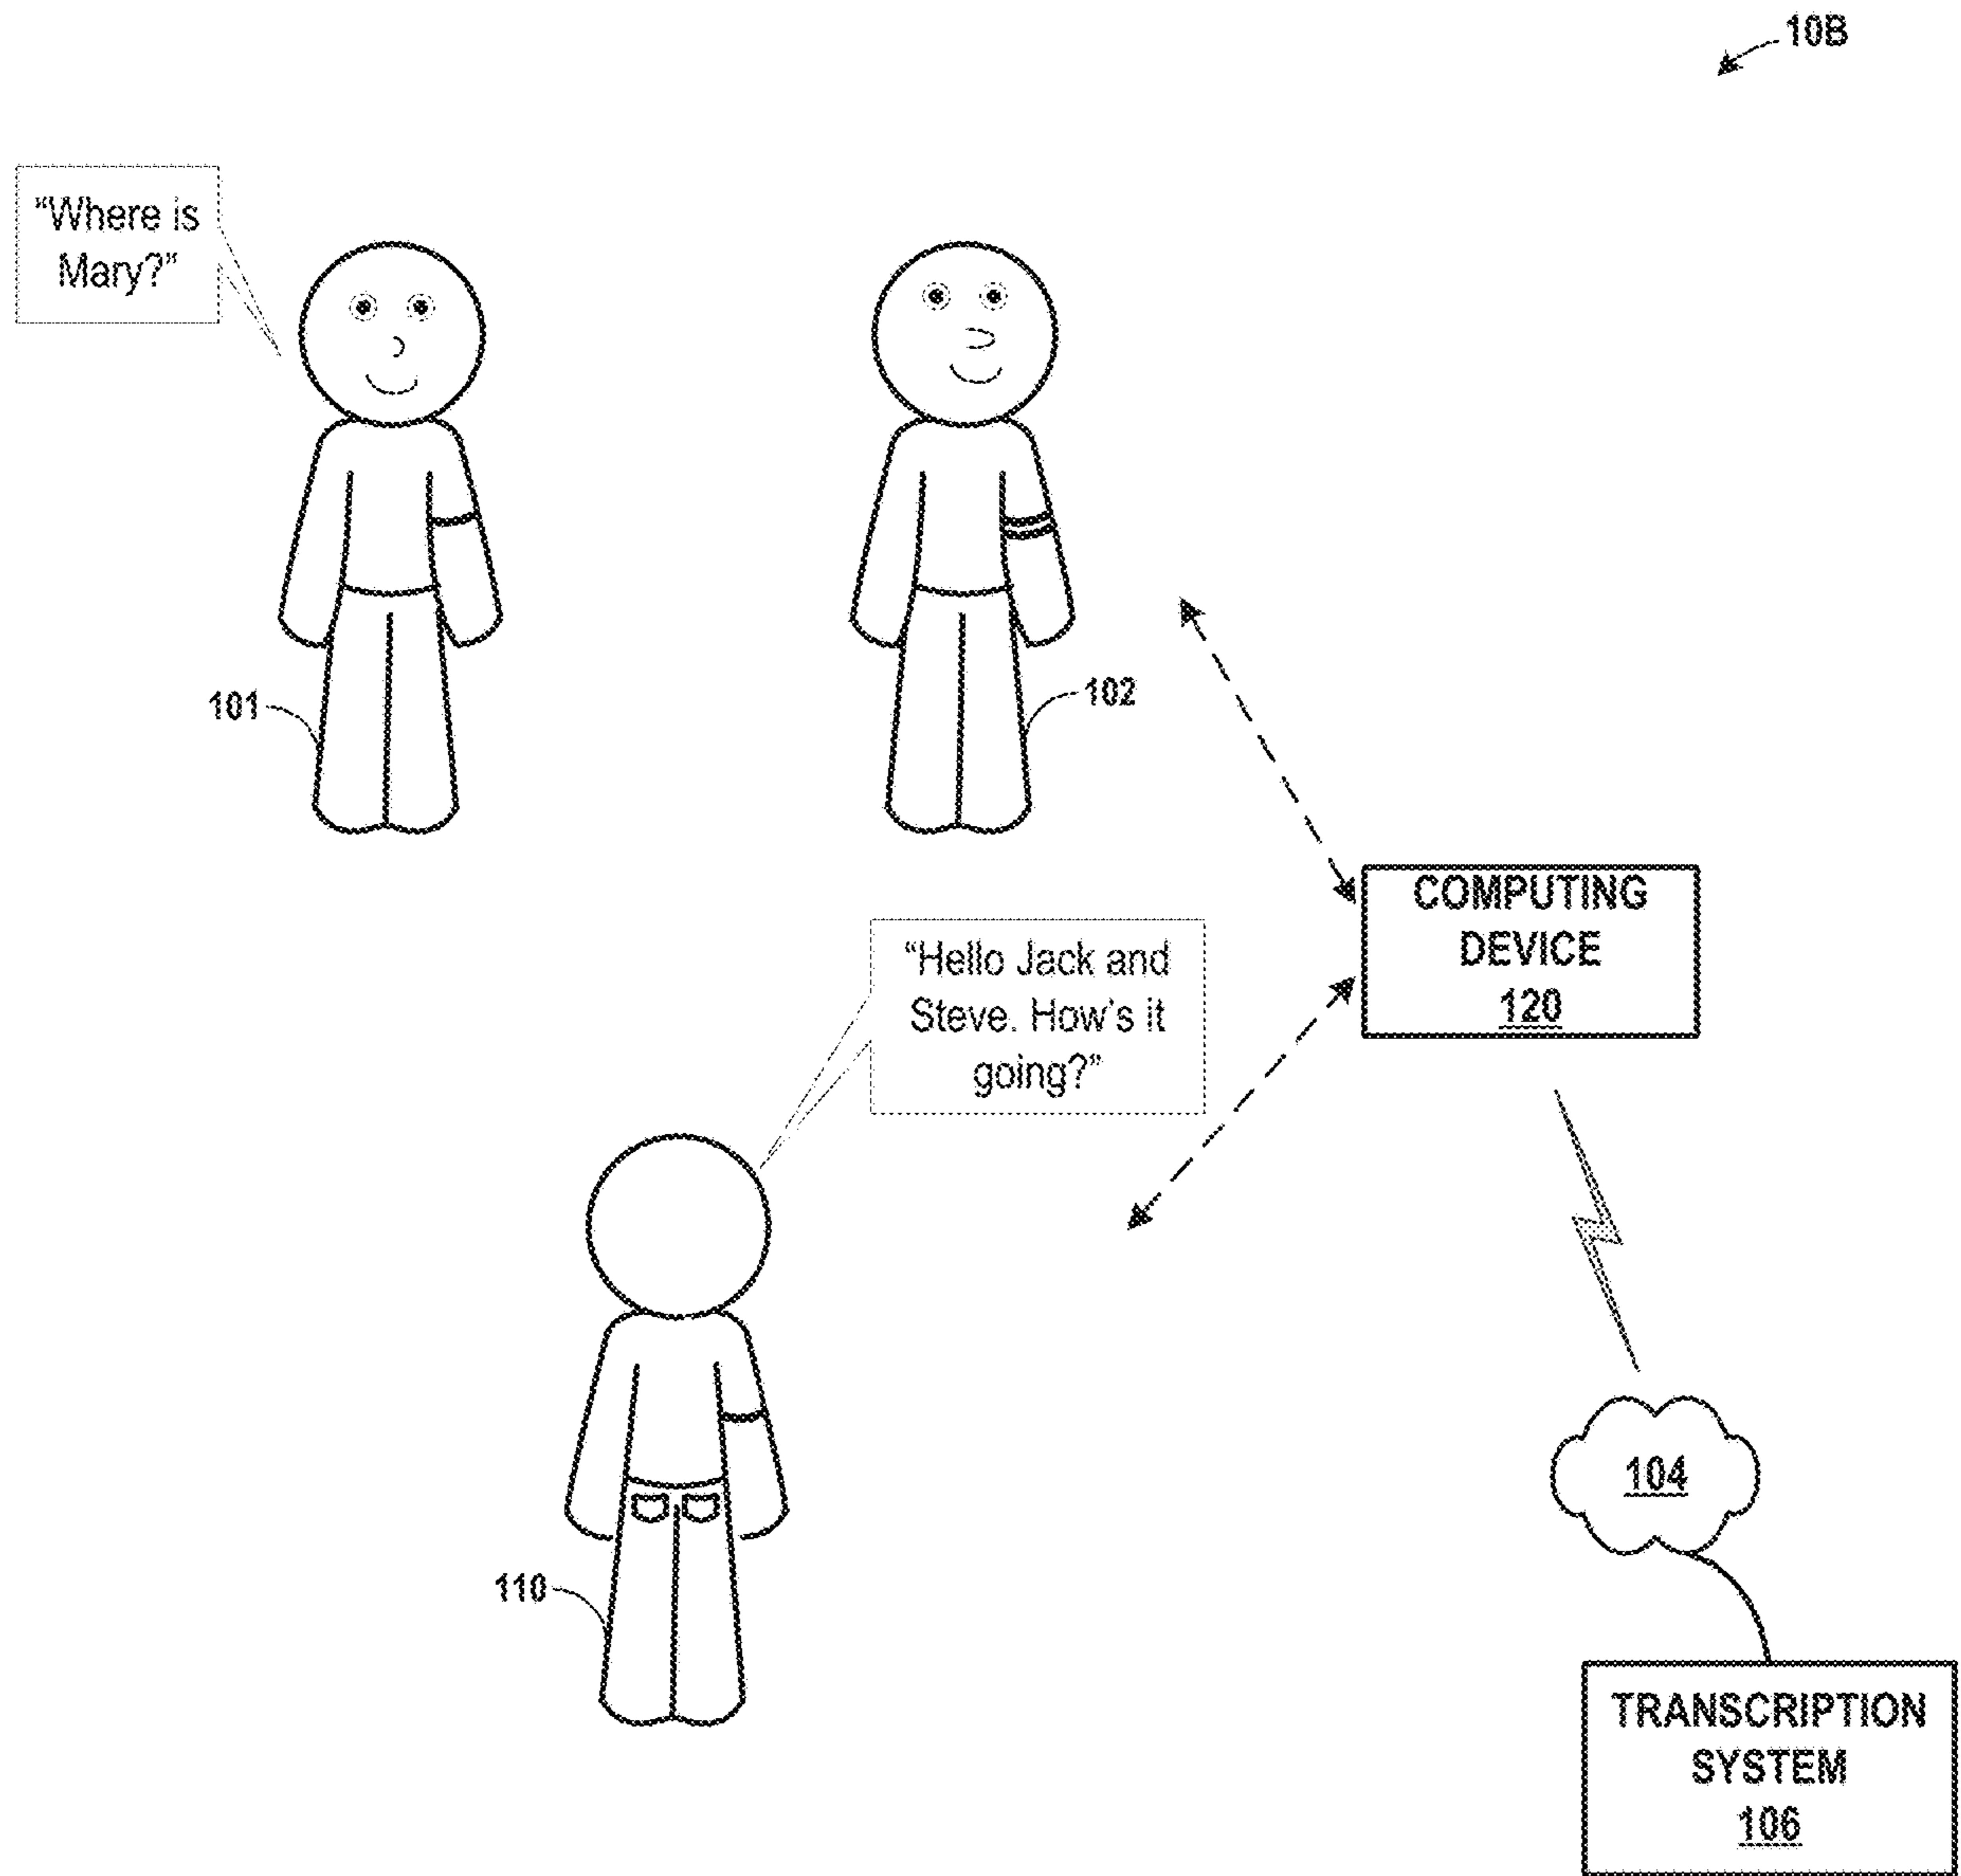 10B
“Where is
Mary?”
101
102
COMPUTING
DEVICE
120
“Hello Jack and
Steve. How’s it
going?”
104
110
TRANSCRIPTION
SYSTEM
106